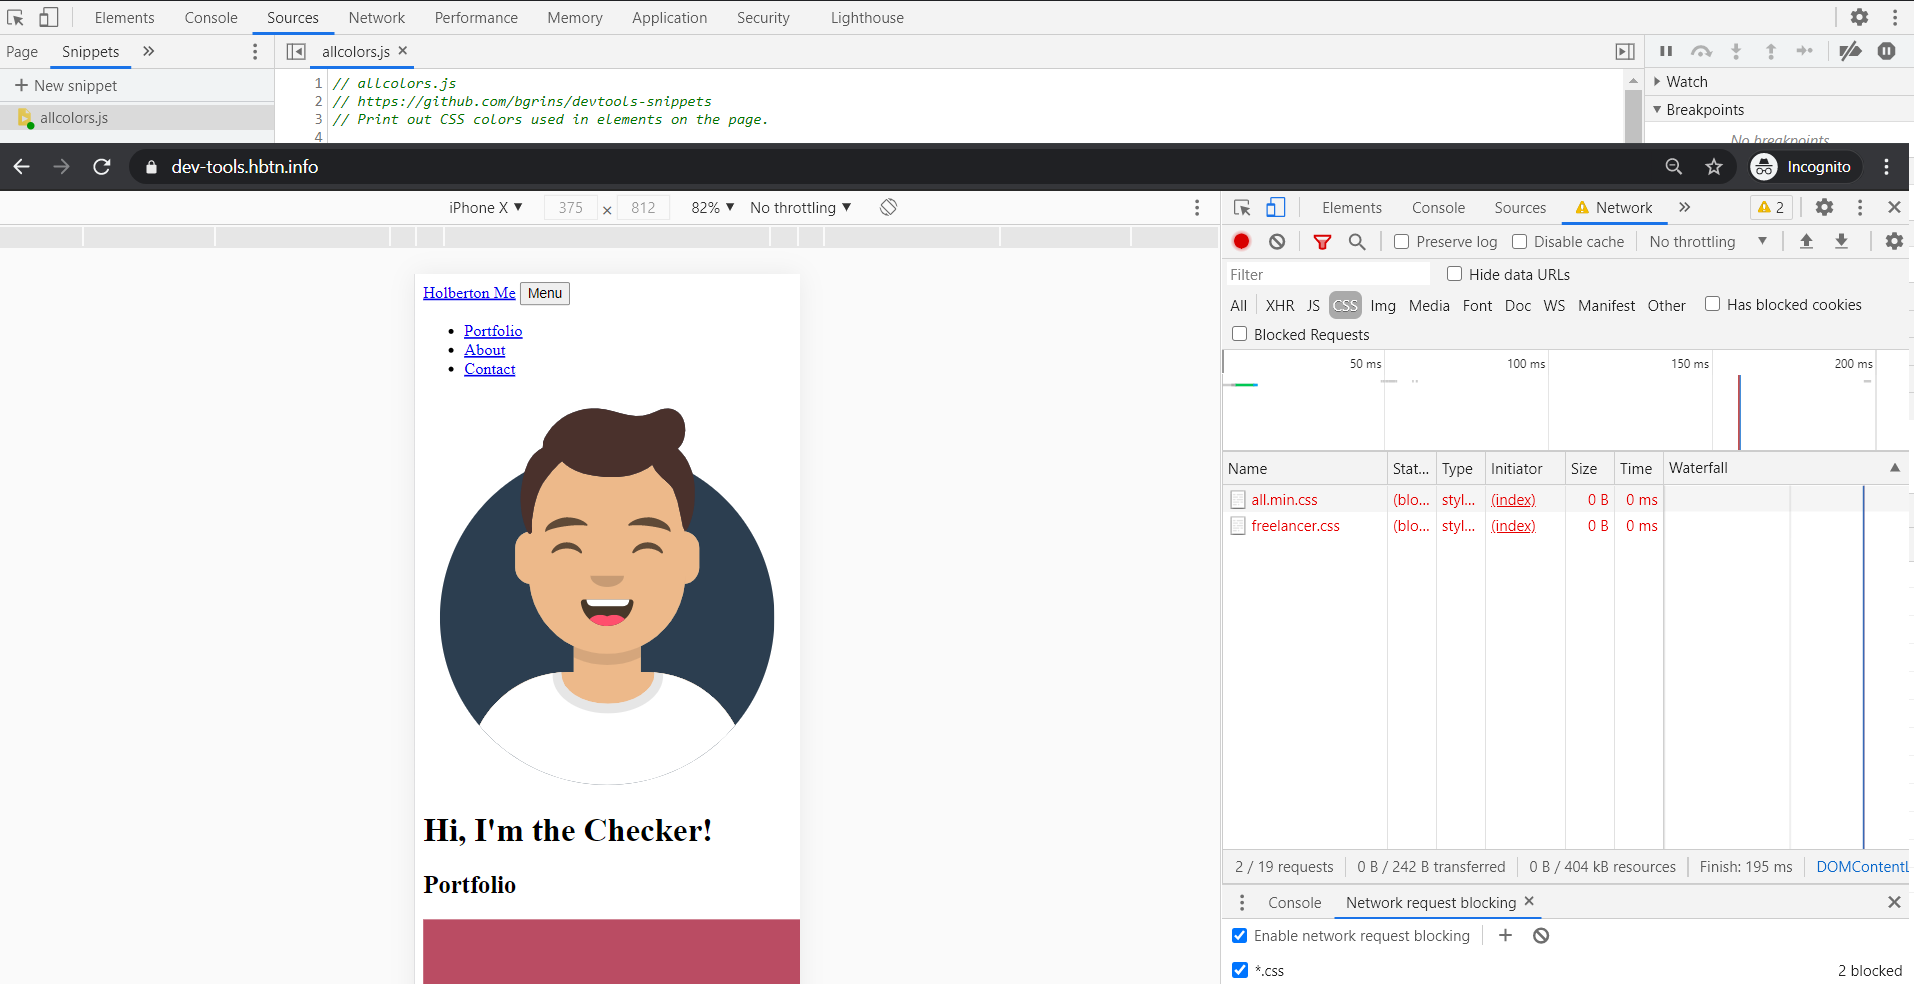 Elements Console Sources Network Performance Memory Application Security Lighthouse
Page Snippets » allcolors.js ×
+ New snippet
allcolors.js
1 // allcolors.js
2 // https://github.com/bgrins/devtools-snippets
3 // Print out CSS colors used in elements on the page.
4
Watch
Breakpoints
No breakpoints
dev-tools.hbtn.info Incognito
iPhone X ▼ 375 × 812 82% ▼ No throttling ▼
Elements Console Sources Network » 2
Preserve log Disable cache No throttling ▼
Filter Hide data URLs
All XHR JS CSS Img Media Font Doc WS Manifest Other Has blocked cookies
Blocked Requests
50 ms 100 ms 150 ms 200 ms
Name Stat... Type Initiator Size Time Waterfall
all.min.css (blo... styl... (index) 0 B 0 ms
freelancer.css (blo... styl... (index) 0 B 0 ms
2 / 19 requests 0 B / 242 B transferred 0 B / 404 kB resources Finish: 195 ms DOMContentL
Console Network request blocking ×
Enable network request blocking
*.css 2 blocked
Holberton Me Menu
Portfolio
About
Contact
Hi, I'm the Checker!
Portfolio